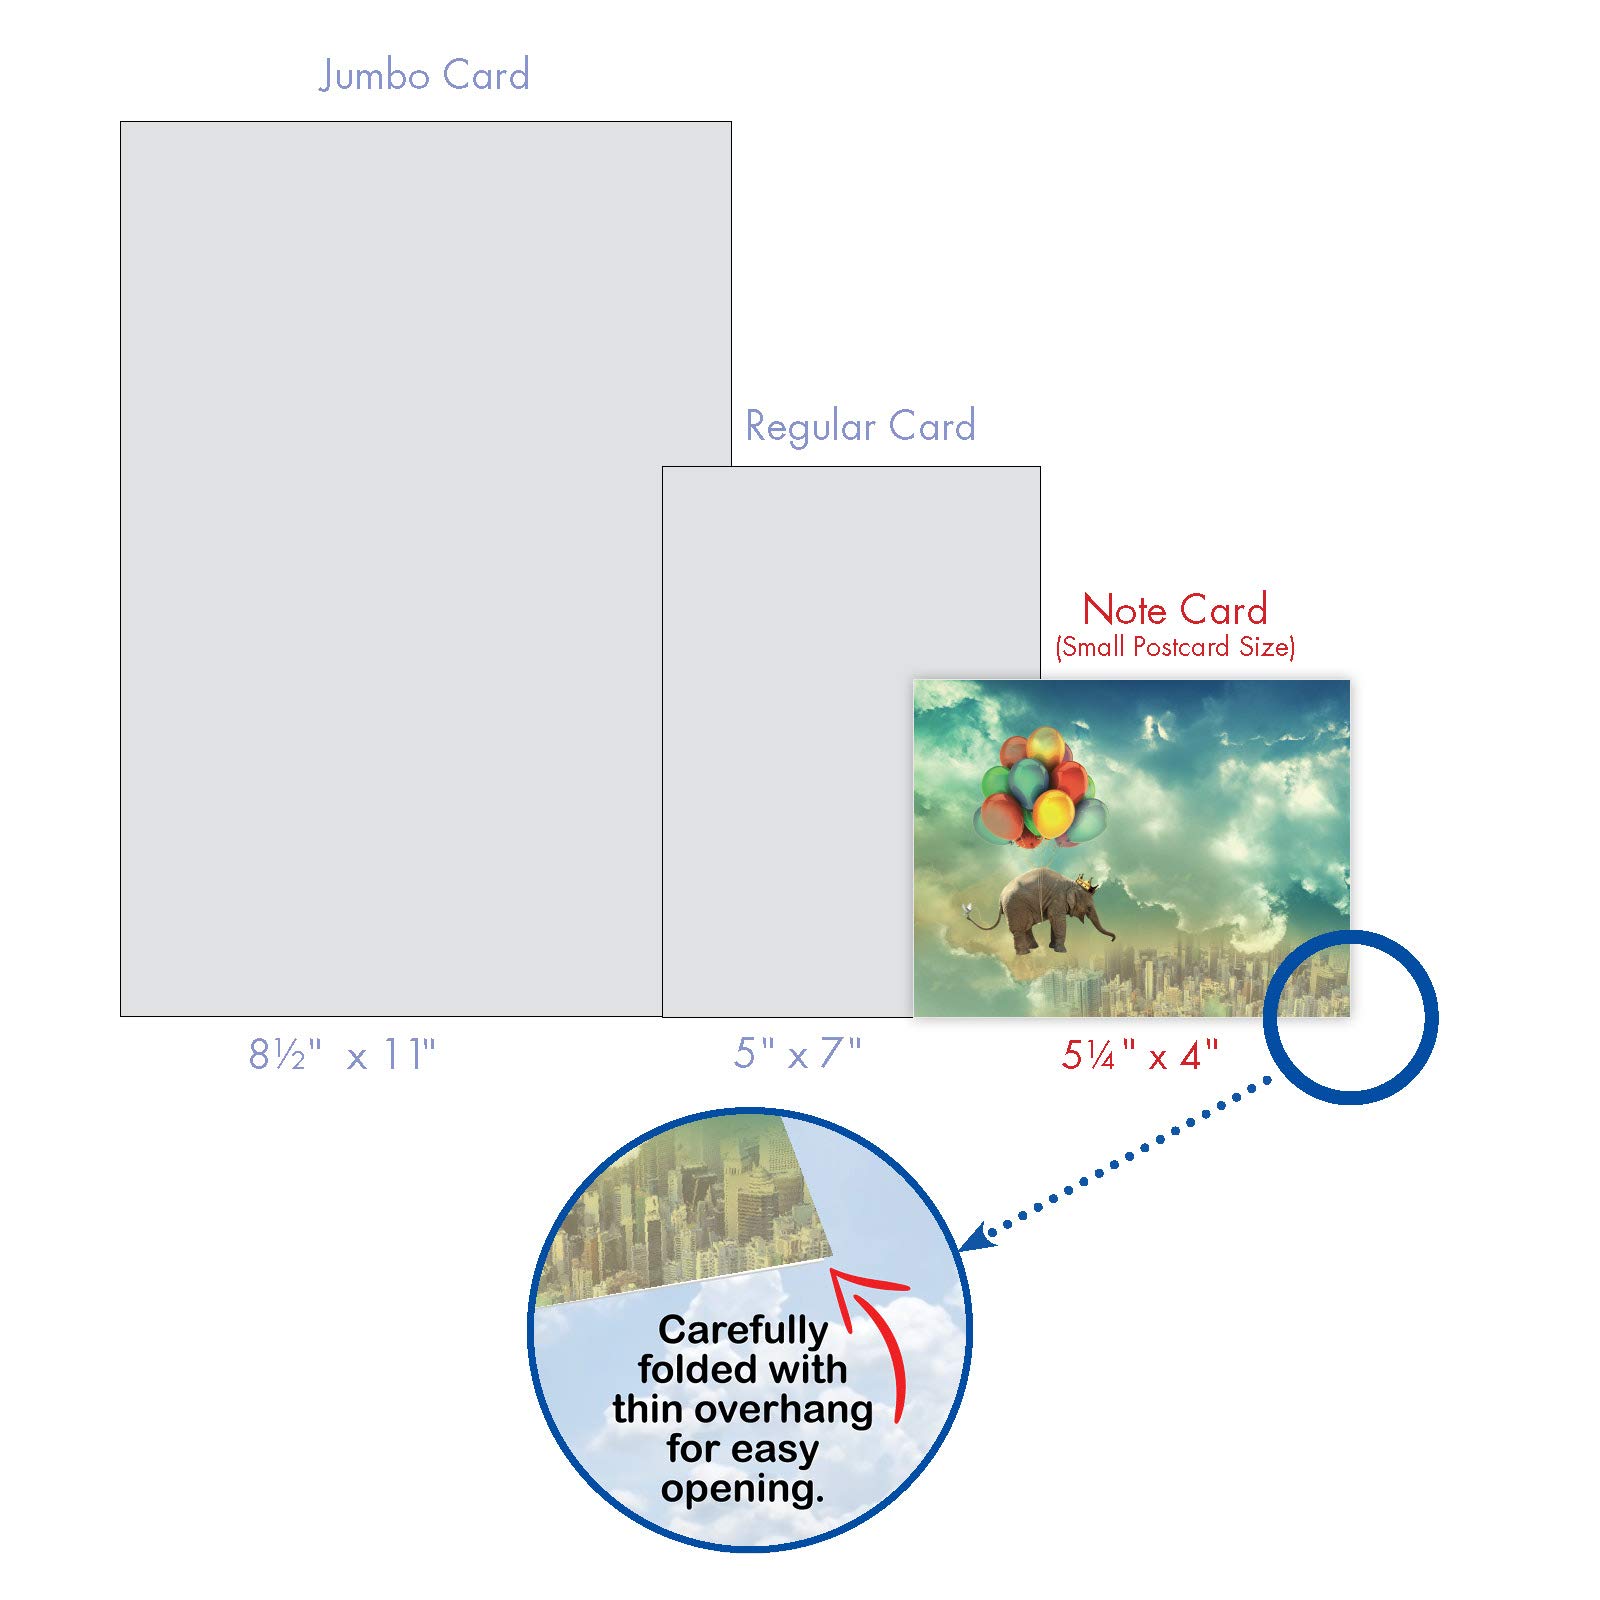 Jumbo Card
Regular Card
Note Card
(Small Postcard Size)
8½" x 11"
5" x 7"
5¼" x 4"
Carefully
folded with
thin overhang
for easy
opening.